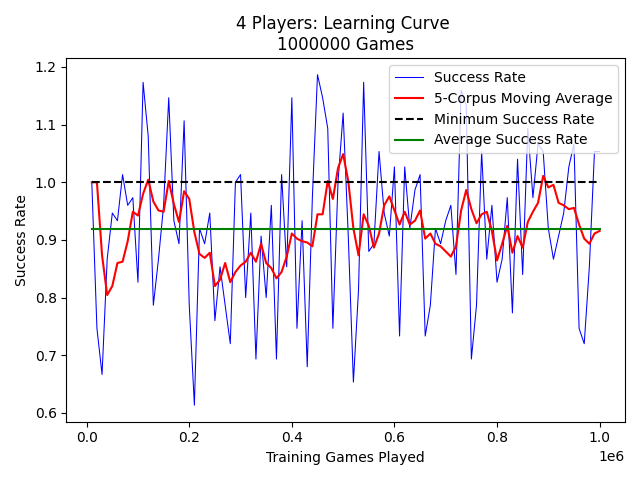 4 Players: Learning Curve
1000000 Games
Success Rate
5-Corpus Moving Average
Minimum Success Rate
Average Success Rate
1.2
1.1
1.0
0.9
0.8
0.7
0.6
Success Rate
0.0
0.2
0.4
0.6
0.8
1.0
1e6
Training Games Played